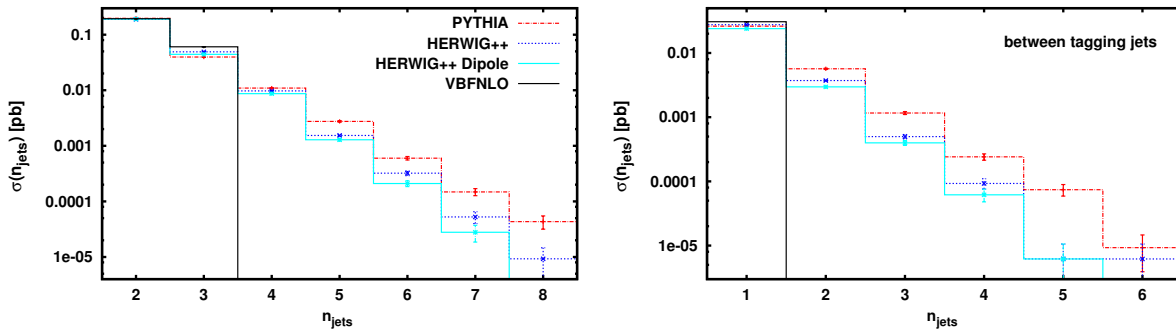 σ(n_jets) [pb]
0.1
0.01
0.001
0.0001
1e-05
2 3 4 5 6 7 8
n_jets
PYTHIA
HERWIG++
HERWIG++ Dipole
VBFNLO
σ(n_jets) [pb]
0.01
0.001
0.0001
1e-05
1 2 3 4 5 6
n_jets
between tagging jets